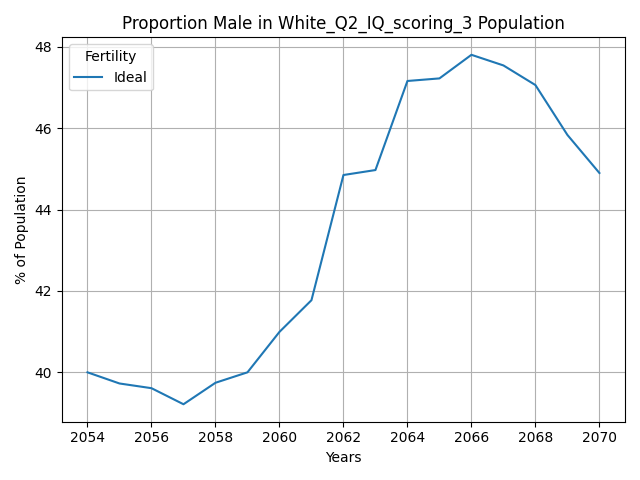 Proportion Male in White_Q2_IQ_scoring_3 Population
Fertility
Ideal
% of Population
48
46
44
42
40
2054 2056 2058 2060 2062 2064 2066 2068 2070
Years